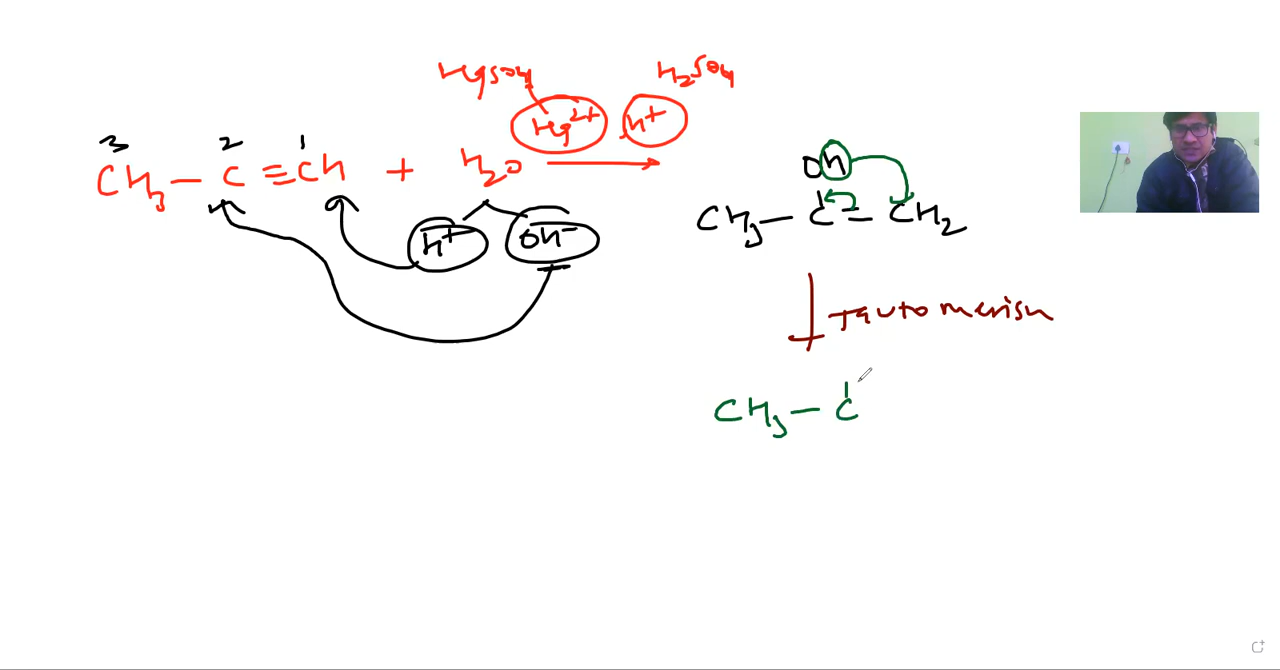 HgSO4 H2SO4
Hg2+ H+
3 2 1
CH3 — C ≡ CH + H2O
OH
CH3 — C = CH2
H+ OH-
Tautomerism
CH3 — C